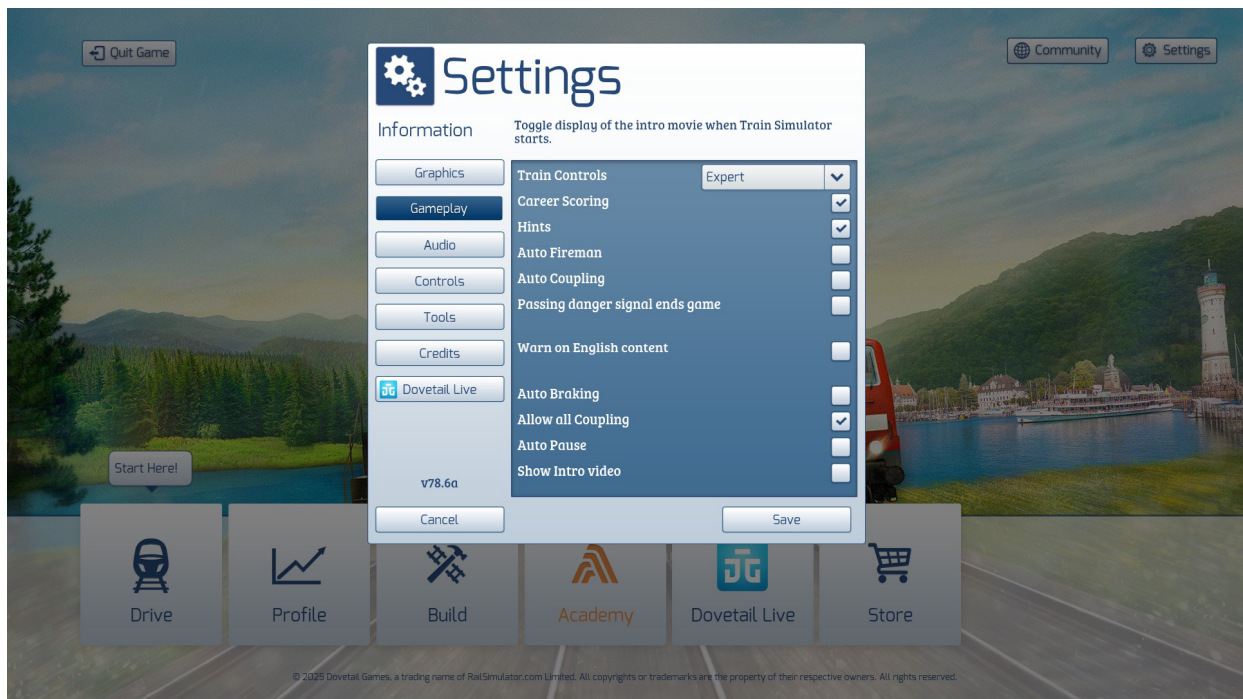 Quit Game
Community
Settings
Settings
Information
Toggle display of the intro movie when Train Simulator
starts.
Graphics
Gameplay
Audio
Controls
Tools
Credits
Dovetail Live
v78.6a
Cancel
Train Controls Expert
Career Scoring
Hints
Auto Fireman
Auto Coupling
Passing danger signal ends game
Warn on English content
Auto Braking
Allow all Coupling
Auto Pause
Show Intro video
Save
Start Here!
Drive
Profile
Build
Academy
Dovetail Live
Store
© 2025 Dovetail Games, a trading name of RailSimulator.com Limited. All copyrights or trademarks are the property of their respective owners. All rights reserved.